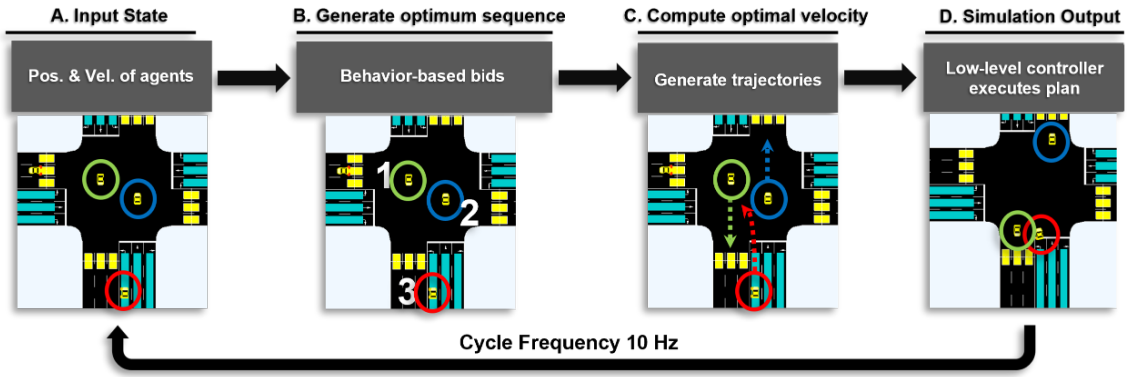 A. Input State
B. Generate optimum sequence
C. Compute optimal velocity
D. Simulation Output
Pos. & Vel. of agents
Behavior-based bids
Generate trajectories
Low-level controller
executes plan
1
2
3
Cycle Frequency 10 Hz